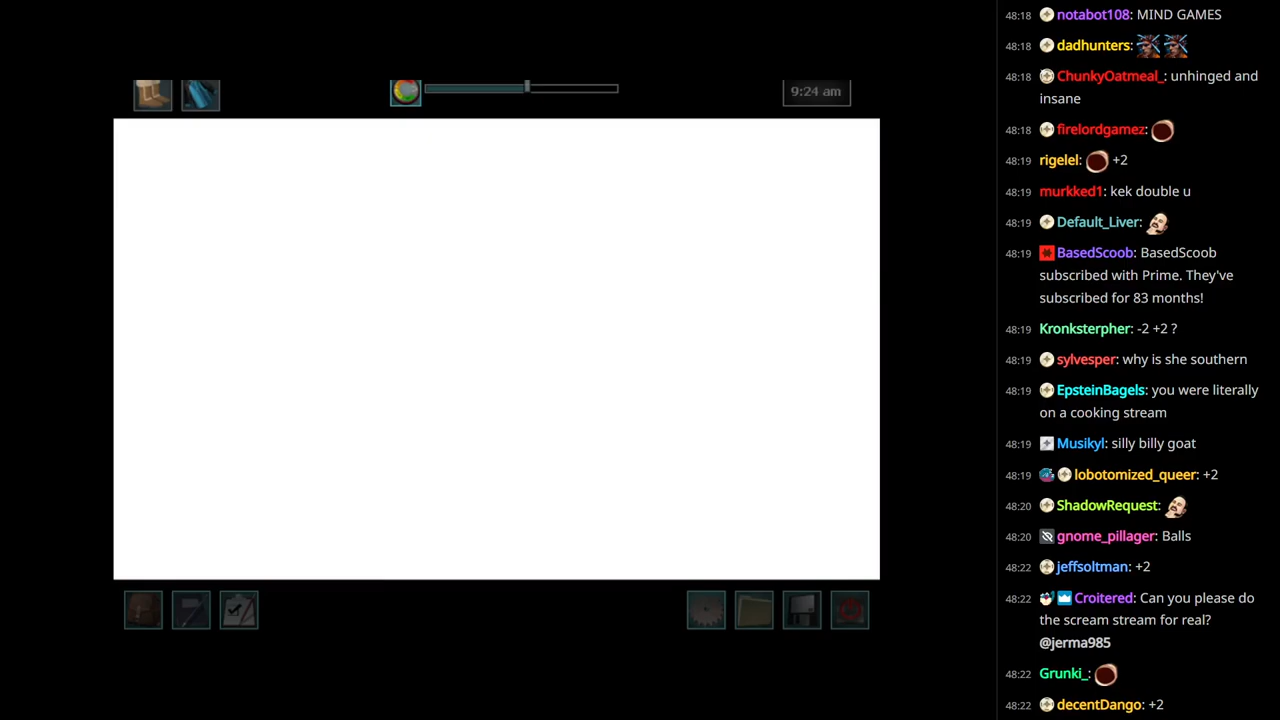 9:24 am
48:18 notabot108: MIND GAMES
48:18 dadhunters:
48:18 ChunkyOatmeal_: unhinged and
insane
48:18 firelordgamez:
48:19 rigelel: +2
48:19 murkked1: kek double u
48:19 Default_Liver:
48:19 BasedScoob: BasedScoob
subscribed with Prime. They've
subscribed for 83 months!
48:19 Kronksterpher: -2 +2 ?
48:19 sylvesper: why is she southern
48:19 EpsteinBagels: you were literally
on a cooking stream
48:19 Musikyl: silly billy goat
48:19 lobotomized_queer: +2
48:20 ShadowRequest:
48:20 gnome_pillager: Balls
48:22 jeffsoltman: +2
48:22 Croitered: Can you please do
the scream stream for real?
@jerma985
48:22 Grunki_:
48:22 decentDango: +2